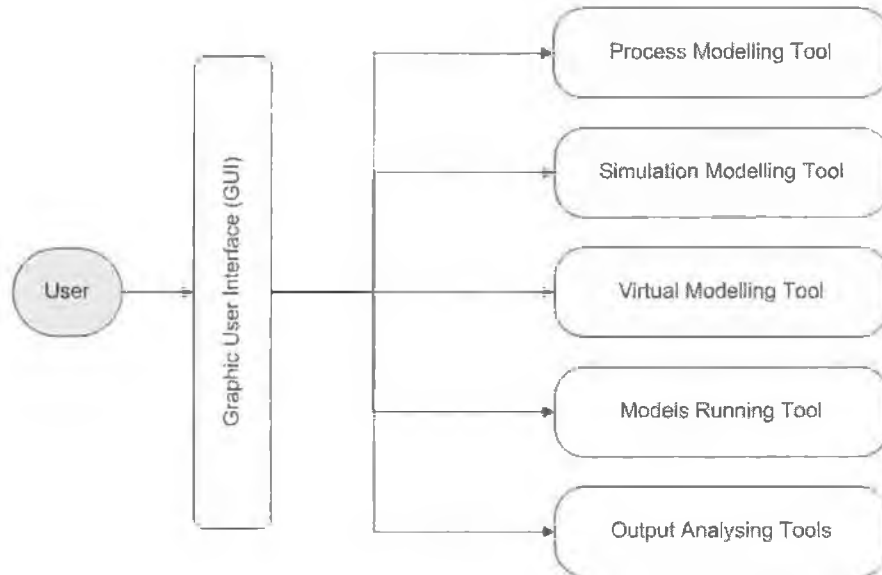 User
Graphic User Interface (GUI)
Process Modelling Tool
Simulation Modelling Tool
Virtual Modelling Tool
Models Running Tool
Output Analysing Tools